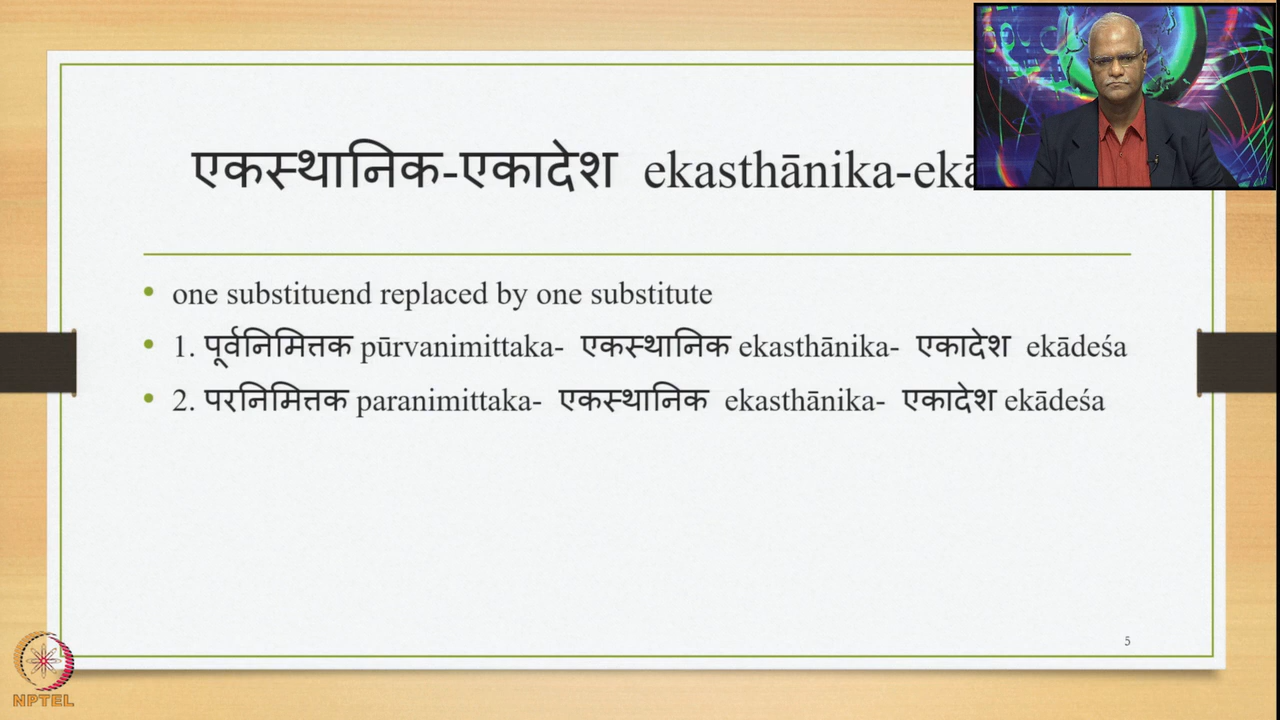 एकस्थानिक-एकादेश ekasthānika-ekā
• one substituend replaced by one substitute
• 1. पूर्वनिमित्तक pūrvanimittaka- एकस्थानिक ekasthānika- एकादेश ekādeśa
• 2. परनिमित्तक paranimittaka- एकस्थानिक ekasthānika- एकादेश ekādeśa
5
NPTEL